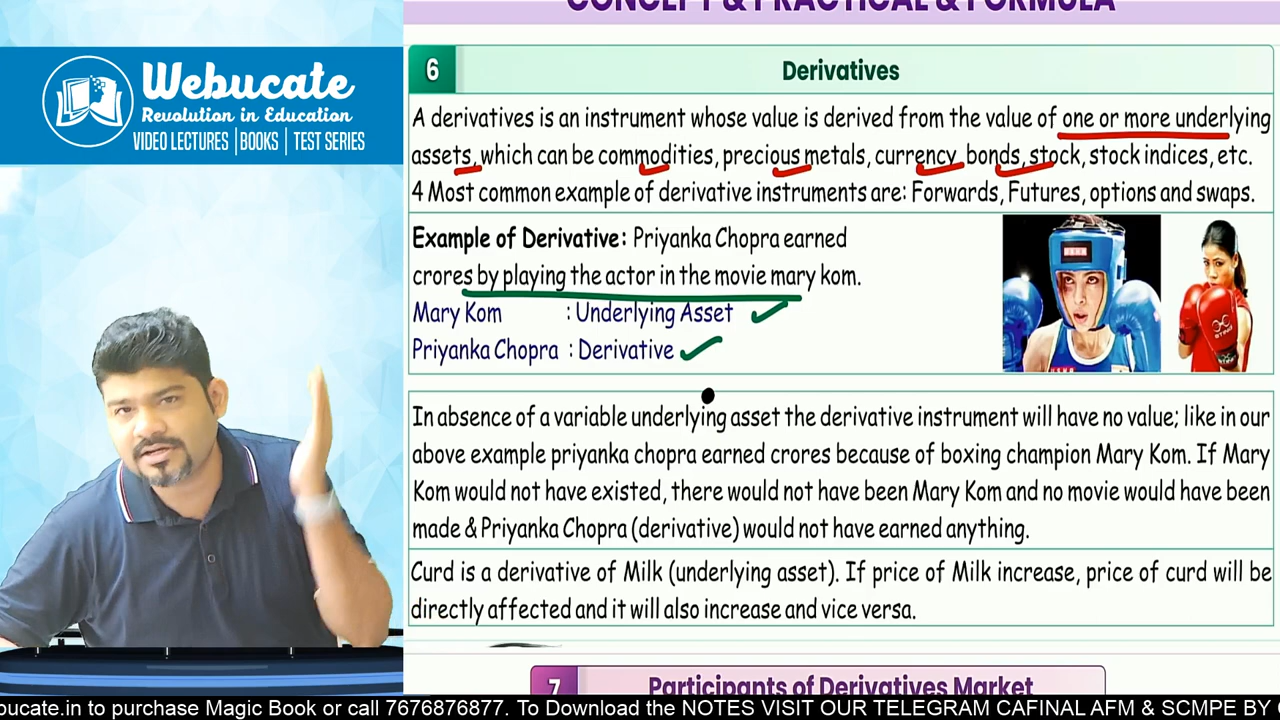 CONCEPT & PRACTICAL & FORMULA
Webucate
Revolution in Education
VIDEO LECTURES | BOOKS | TEST SERIES
6 Derivatives
A derivatives is an instrument whose value is derived from the value of one or more underlying
assets, which can be commodities, precious metals, currency, bonds, stock, stock indices, etc.
4 Most common example of derivative instruments are: Forwards, Futures, options and swaps.
Example of Derivative: Priyanka Chopra earned
crores by playing the actor in the movie mary kom.
Mary Kom : Underlying Asset
Priyanka Chopra : Derivative
In absence of a variable underlying asset the derivative instrument will have no value; like in our
above example priyanka chopra earned crores because of boxing champion Mary Kom. If Mary
Kom would not have existed, there would not have been Mary Kom and no movie would have been
made & Priyanka Chopra (derivative) would not have earned anything.
Curd is a derivative of Milk (underlying asset). If price of Milk increase, price of curd will be
directly affected and it will also increase and vice versa.
7 Participants of Derivatives Market
bucate.in to purchase Magic Book or call 7676876877. To Download the NOTES VISIT OUR TELEGRAM CAFINAL AFM & SCMPE BY